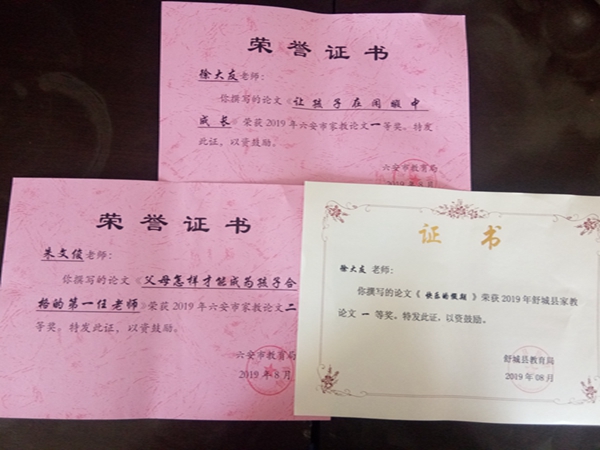 荣誉证书
徐大友老师：
你撰写的论文《让孩子在闲暇中
成长》荣获2019年六安市家教论文一等奖。特发
此证，以资鼓励。
六安市教育局
2019年8月
荣誉证书
朱文俊老师：
你撰写的论文《父母怎样才能成为孩子合
格的第一任老师》荣获2019年六安市家教论文二
等奖。特发此证，以资鼓励。
六安市教育局
2019年8月
证书
徐大友 老师：
你撰写的论文《快乐的假期》荣获2019年舒城县家教
论文 一 等奖。特发此证，以资鼓励。
舒城县教育局
2019年08月